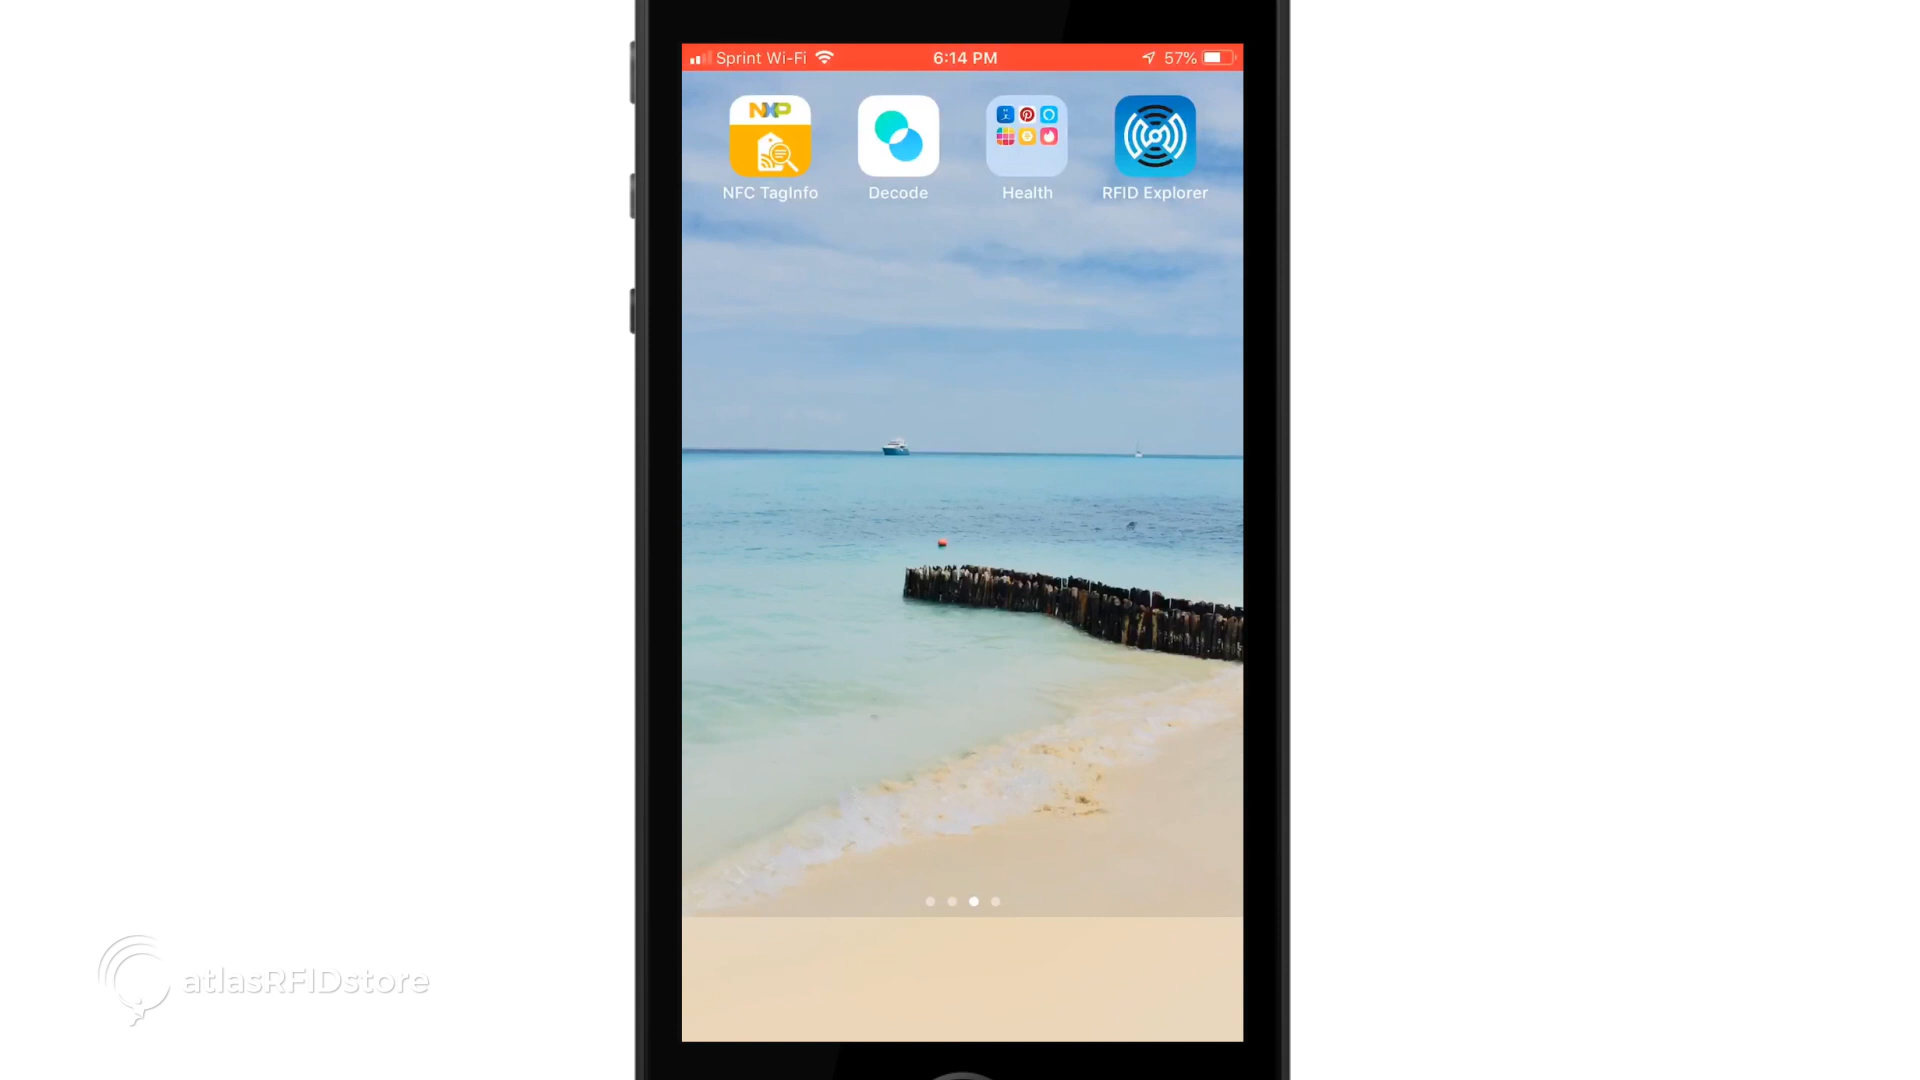 Sprint Wi-Fi 6:14 PM 57%
NXP
NFC TagInfo Decode Health RFID Explorer
atlasRFIDstore